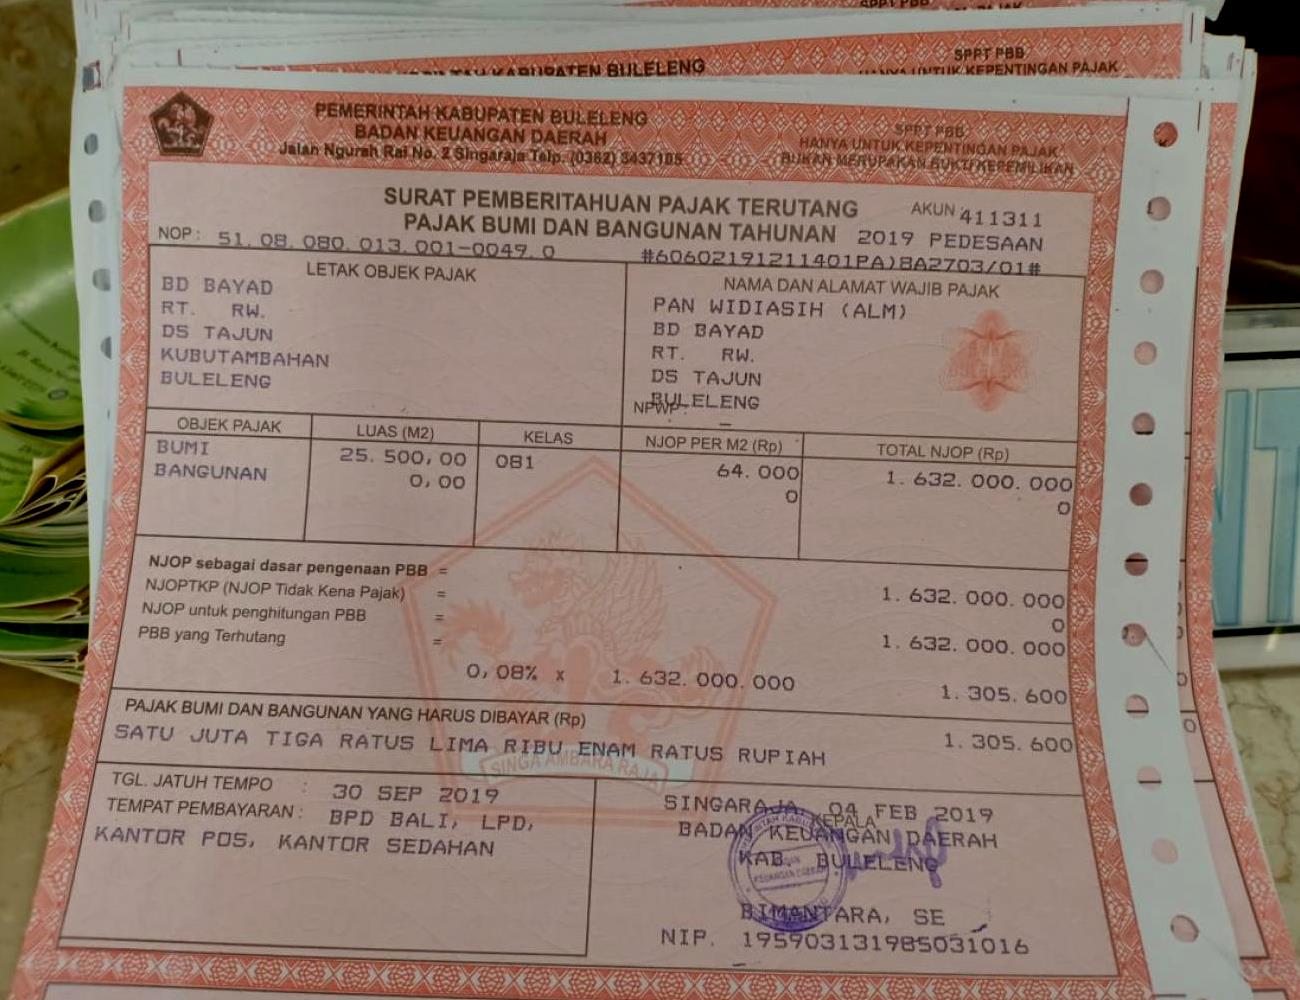 SPPT PBB
KABUPATEN BULELENG
SPPT PBB
HANYA UNTUK KEPENTINGAN PAJAK
PEMERINTAH KABUPATEN BULELENG
BADAN KEUANGAN DAERAH
Jalan Ngurah Rai No. 2 Singaraja Telp. (0362) 3437105
SPPT PBB
HANYA UNTUK KEPENTINGAN PAJAK
BUKAN MERUPAKAN BUKTI KEPEMILIKAN
SURAT PEMBERITAHUAN PAJAK TERUTANG
AKUN 411311
PAJAK BUMI DAN BANGUNAN TAHUNAN 2019 PEDESAAN
NOP : 51.08.080.013.001-0049.0
#60602191211401PA)8A2703/01#
LETAK OBJEK PAJAK
BD BAYAD
RT. RW.
DS TAJUN
KUBUTAMBAHAN
BULELENG
NAMA DAN ALAMAT WAJIB PAJAK
PAN WIDIASIH (ALM)
BD BAYAD
RT. RW.
DS TAJUN
BULELENG
NPWP :
OBJEK PAJAK LUAS (M2) KELAS NJOP PER M2 (Rp) TOTAL NJOP (Rp)
BUMI 25.500,00 081 64.000 1.632.000.000
BANGUNAN 0,00 0 0
NJOP sebagai dasar pengenaan PBB = 1.632.000.000
NJOPTKP (NJOP Tidak Kena Pajak) = 0
NJOP untuk penghitungan PBB = 1.632.000.000
PBB yang Terhutang =
0,08% x 1.632.000.000 1.305.600
PAJAK BUMI DAN BANGUNAN YANG HARUS DIBAYAR (Rp) 1.305.600
SATU JUTA TIGA RATUS LIMA RIBU ENAM RATUS RUPIAH
SINGA AMBARA RAJA
TGL. JATUH TEMPO : 30 SEP 2019
TEMPAT PEMBAYARAN : BPD BALI, LPD,
KANTOR POS, KANTOR SEDAHAN
SINGARAJA, 04 FEB 2019
KEPALA
BADAN KEUANGAN DAERAH
KAB. BULELENG
BIMANTARA, SE
NIP. 195903131985031016